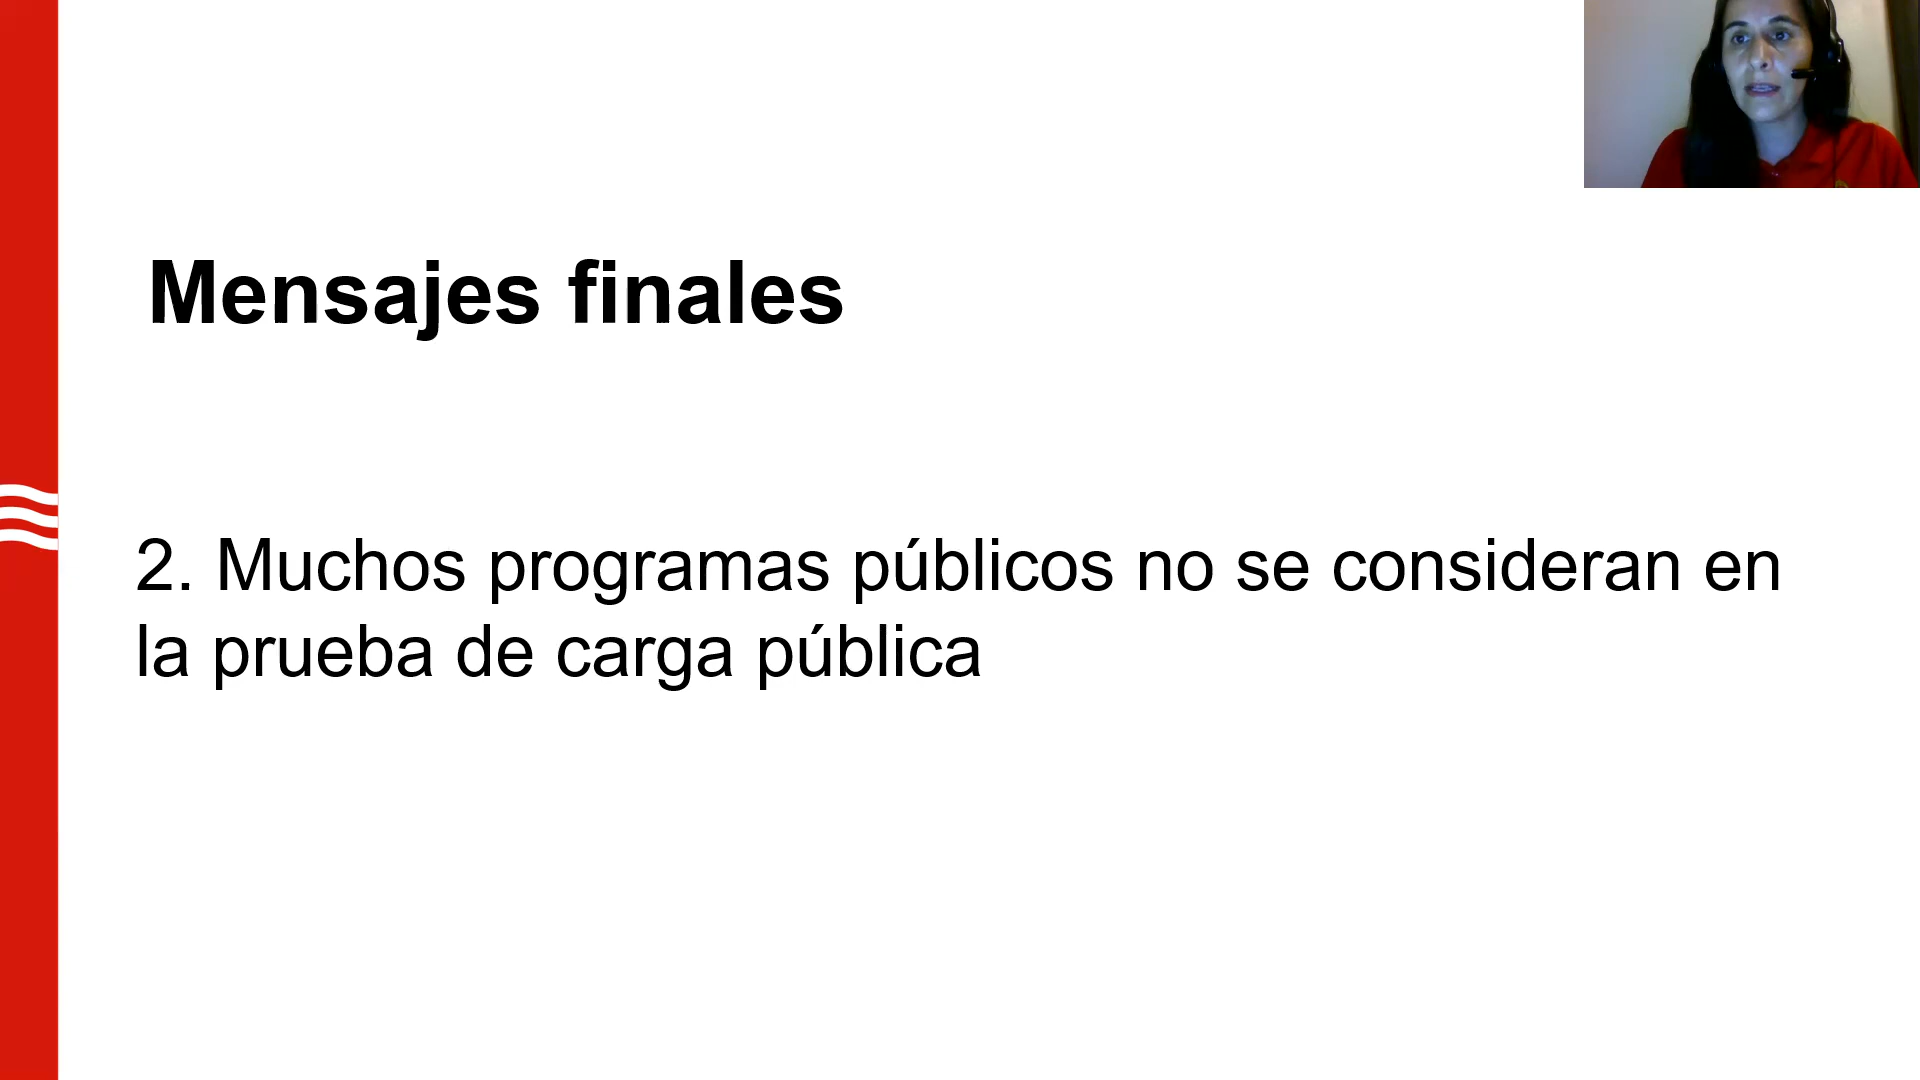 Mensajes finales
2. Muchos programas públicos no se consideran en
la prueba de carga pública